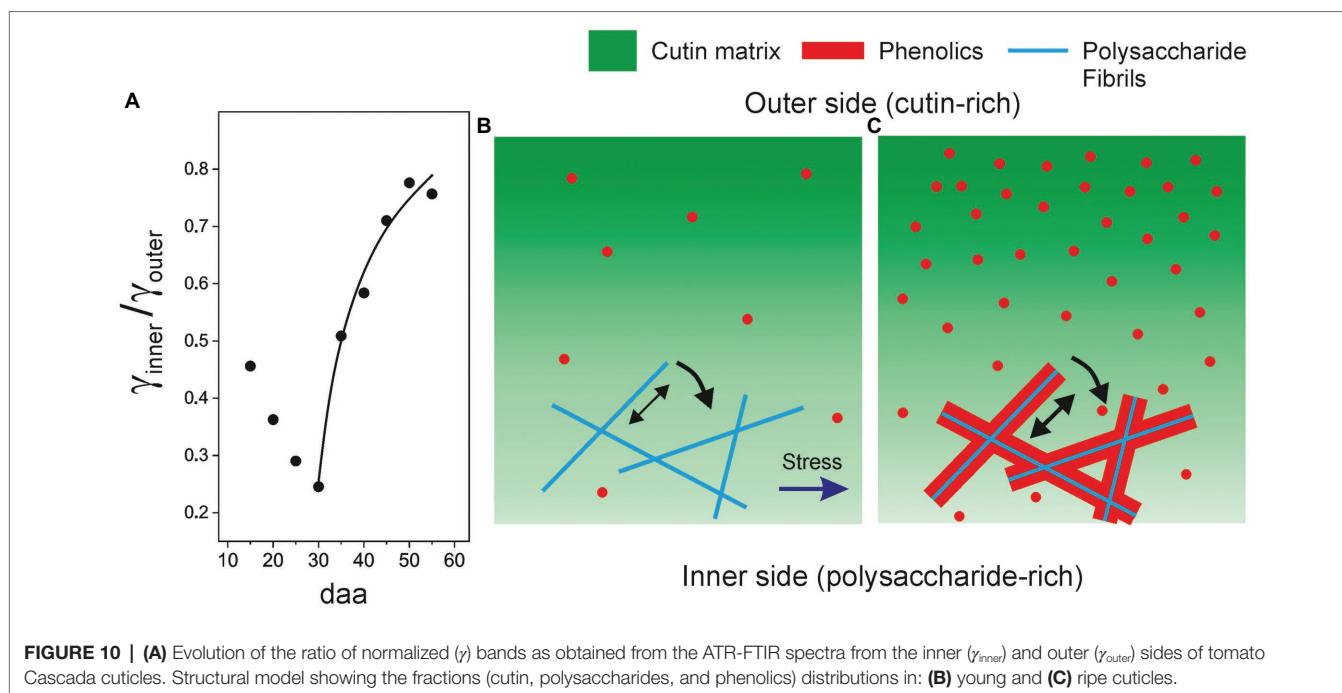 Cutin matrix Phenolics Polysaccharide
Fibrils
Outer side (cutin-rich)
A
γinner/γouter
0.8
0.7
0.6
0.5
0.4
0.3
0.2
10 20 30 40 50 60
daa
B
Stress
C
Inner side (polysaccharide-rich)
FIGURE 10 | (A) Evolution of the ratio of normalized (γ) bands as obtained from the ATR-FTIR spectra from the inner (γinner) and outer (γouter) sides of tomato
Cascada cuticles. Structural model showing the fractions (cutin, polysaccharides, and phenolics) distributions in: (B) young and (C) ripe cuticles.